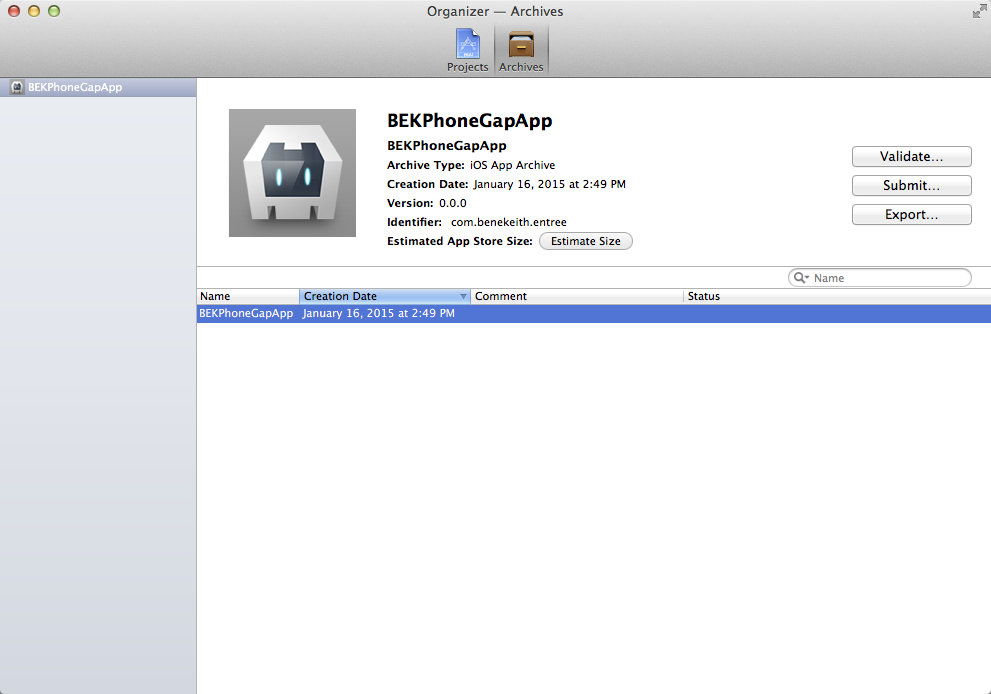 Organizer — Archives
Projects
Archives
BEKPhoneGapApp
BEKPhoneGapApp
BEKPhoneGapApp
Archive Type: iOS App Archive
Creation Date: January 16, 2015 at 2:49 PM
Version: 0.0.0
Identifier: com.benekeith.entree
Estimated App Store Size: Estimate Size
Validate...
Submit...
Export...
Name
Name Creation Date Comment Status
BEKPhoneGapApp January 16, 2015 at 2:49 PM